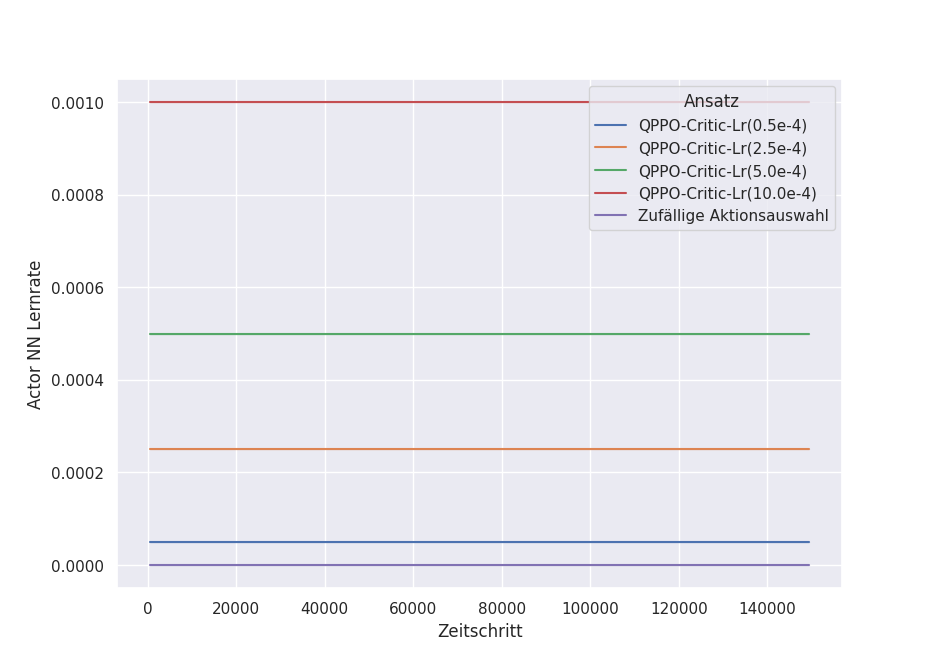 Ansatz
QPPO-Critic-Lr(0.5e-4)
QPPO-Critic-Lr(2.5e-4)
QPPO-Critic-Lr(5.0e-4)
QPPO-Critic-Lr(10.0e-4)
Zufällige Aktionsauswahl
Actor NN Lernrate
0.0010
0.0008
0.0006
0.0004
0.0002
0.0000
0 20000 40000 60000 80000 100000 120000 140000
Zeitschritt